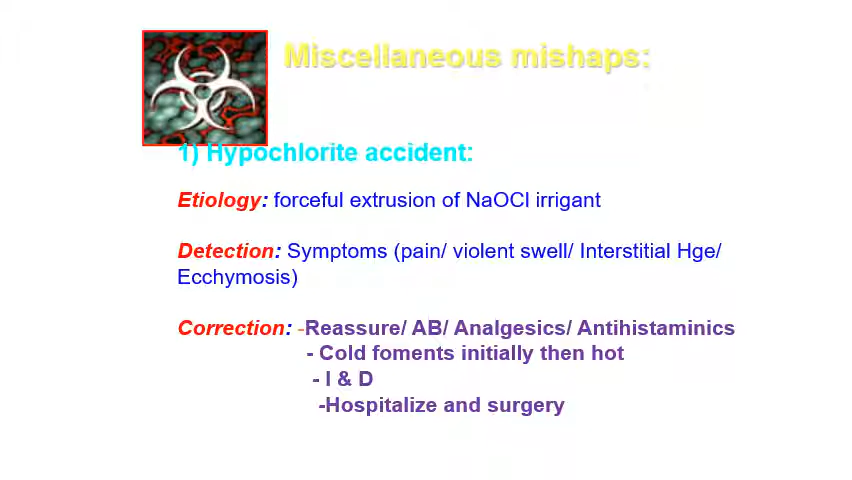 Miscellaneous mishaps:
1) Hypochlorite accident:
Etiology: forceful extrusion of NaOCl irrigant
Detection: Symptoms (pain/ violent swell/ Interstitial Hge/
Ecchymosis)
Correction: -Reassure/ AB/ Analgesics/ Antihistaminics
- Cold foments initially then hot
- I & D
-Hospitalize and surgery